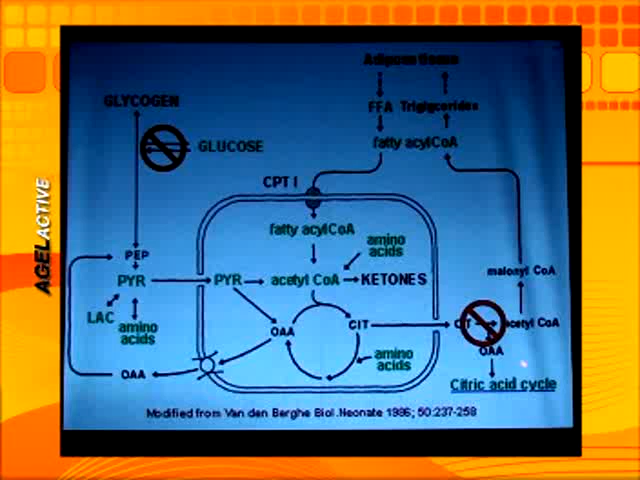 AGELACTIVE
Adipose tissue
GLYCOGEN
FFA Triglycerides
GLUCOSE
fatty acylCoA
CPT I
fatty acylCoA
amino
acids
PEP
PYR
PYR
acetyl CoA
KETONES
malonyl CoA
LAC
amino
acids
OAA
CIT
CIT
acetyl CoA
OAA
amino
acids
OAA
Citric acid cycle
Modified from Van den Berghe Biol.Neonate 1986; 50:237-258